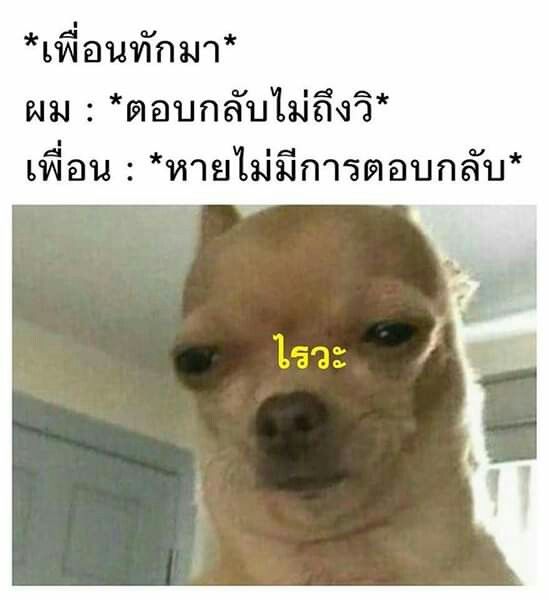 *เพื่อนทักมา*
ผม : *ตอบกลับไม่ถึงวิ*
เพื่อน : *หายไม่มีการตอบกลับ*
ไรวะ